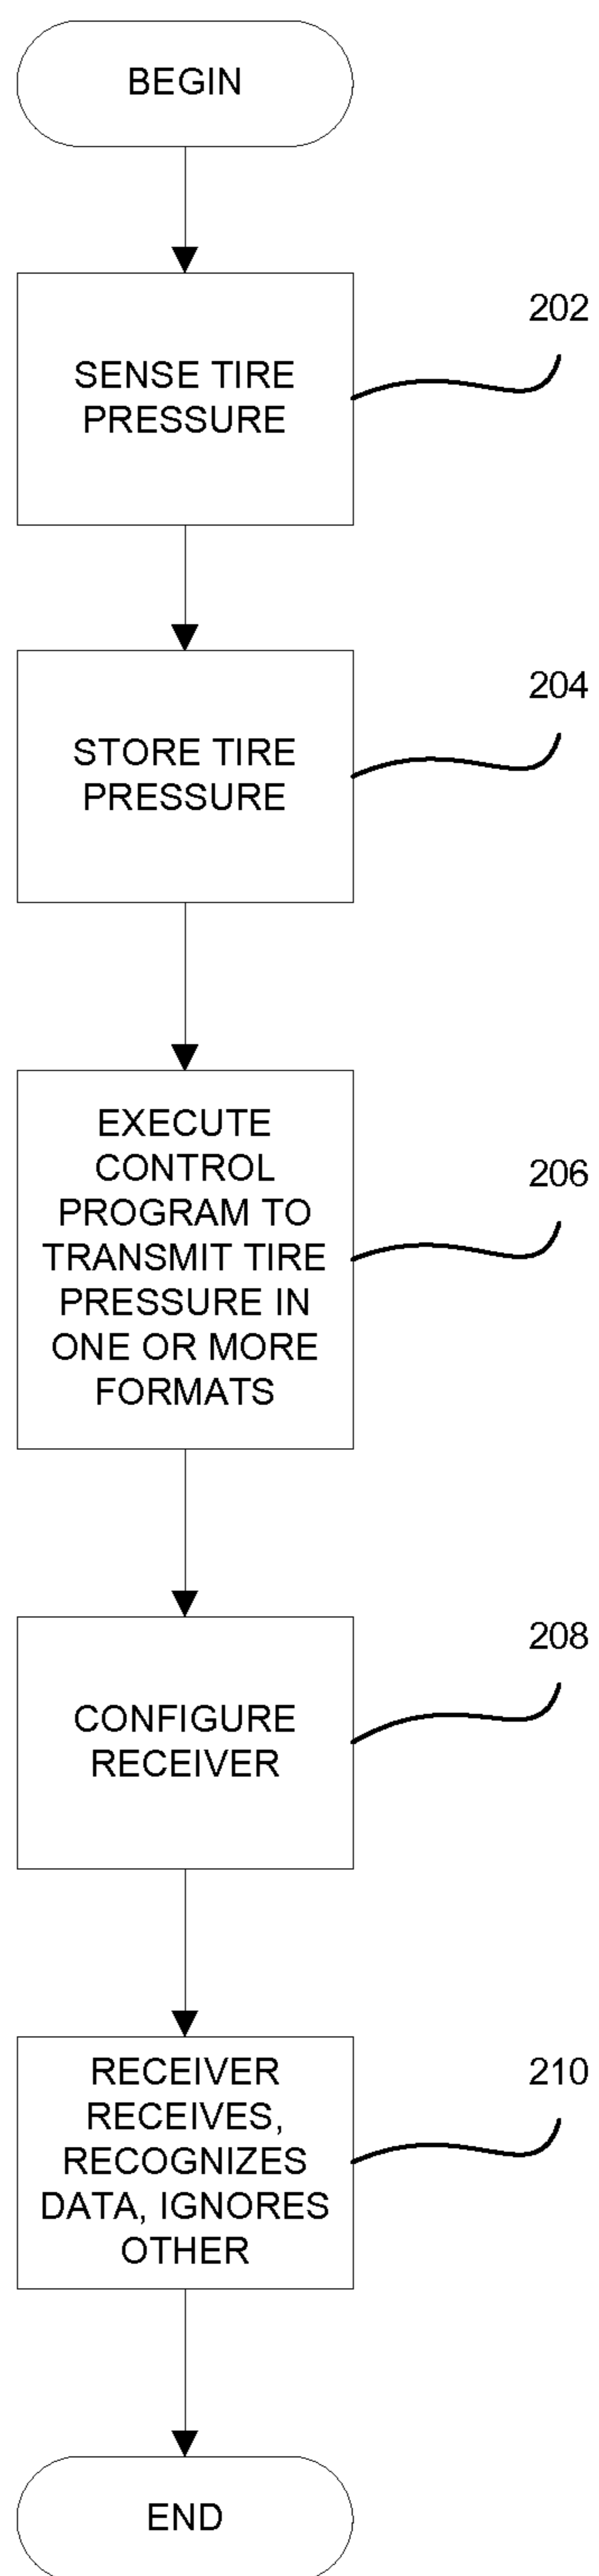 BEGIN
202
SENSE TIRE
PRESSURE
204
STORE TIRE
PRESSURE
EXECUTE
CONTROL
PROGRAM TO
TRANSMIT TIRE
PRESSURE IN
ONE OR MORE
FORMATS
206
208
CONFIGURE
RECEIVER
RECEIVER
RECEIVES,
RECOGNIZES
DATA, IGNORES
OTHER
210
END